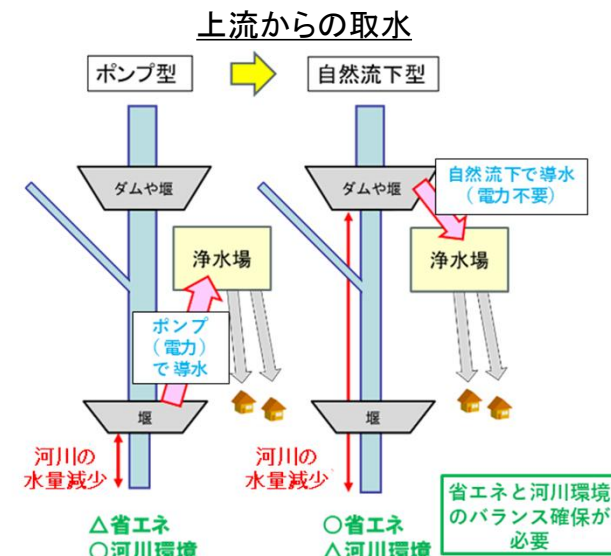 上流からの取水
ポンプ型
自然流下型
ダムや堰
浄水場
ポンプ
(電力)
で導水
堰
河川の
水量減少
△省エネ
○河川環境
ダムや堰
自然流下で導水
(電力不要)
浄水場
堰
河川の
水量減少
○省エネ
△河川環境
省エネと河川環境
のバランス確保が
必要